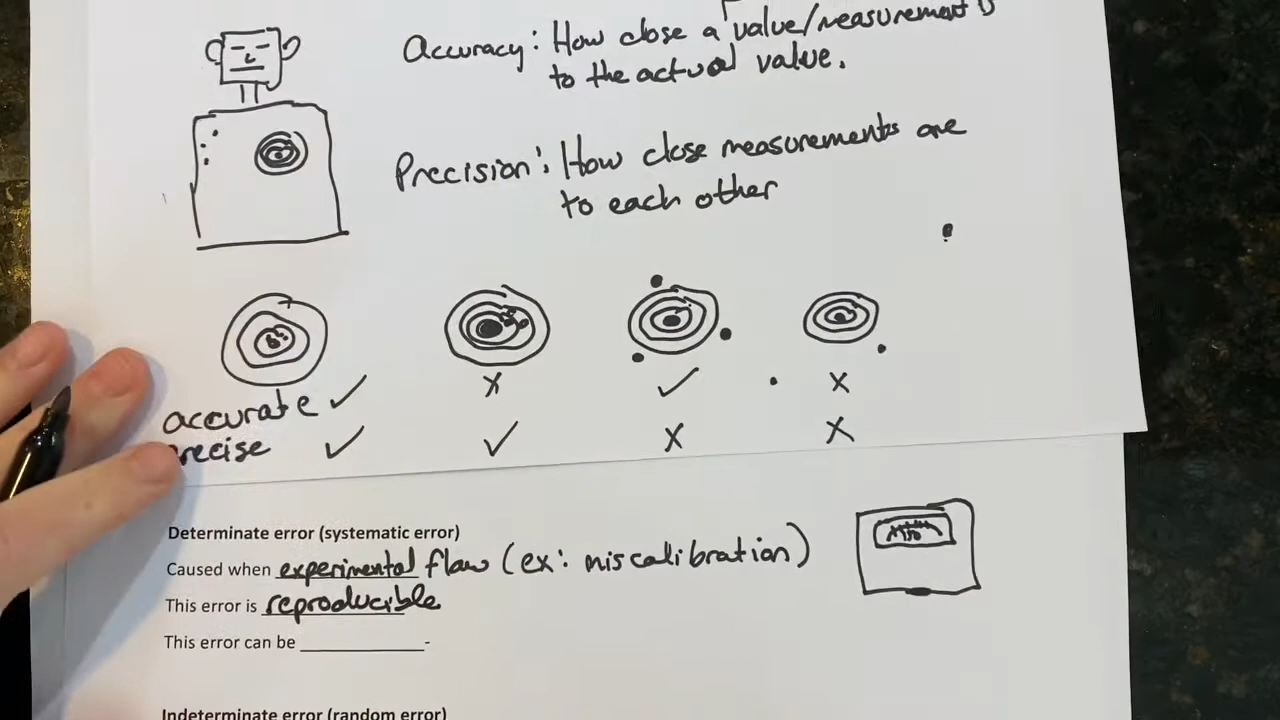 Accuracy: How close a value/measurement is
to the actual value.
Precision: How close measurements are
to each other
accurate ✓ X ✓ X
recise ✓ ✓ X X
Determinate error (systematic error)
Caused when experimental flaw (ex: miscalibration)
This error is reproducible
This error can be ___________-
Indeterminate error (random error)